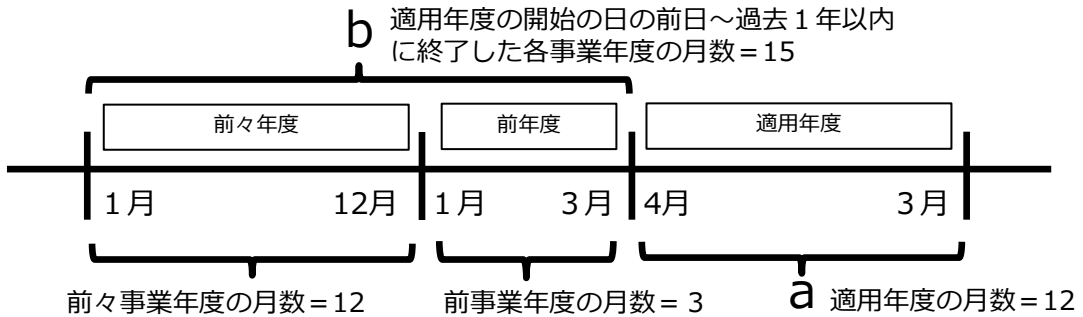 b 適用年度の開始の日の前日～過去１年以内
に終了した各事業年度の月数＝15
前々年度 前年度 適用年度
１月 12月 １月 ３月 4月 ３月
前々事業年度の月数＝12 前事業年度の月数＝３ a 適用年度の月数＝12